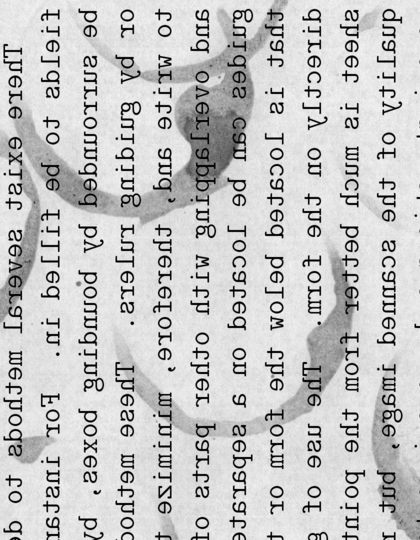 There exist several methods to de
fields to be filled in. For instan
be surrounded by bounding boxes, by
or by guiding rulers. These method
to write and, therefore, minimize t
and overlapping with other parts of
guides can be located on a separate
that is located below the form or t
directly on the form. The use of g
sheet is much better from the point
quality of the scanned image, but r